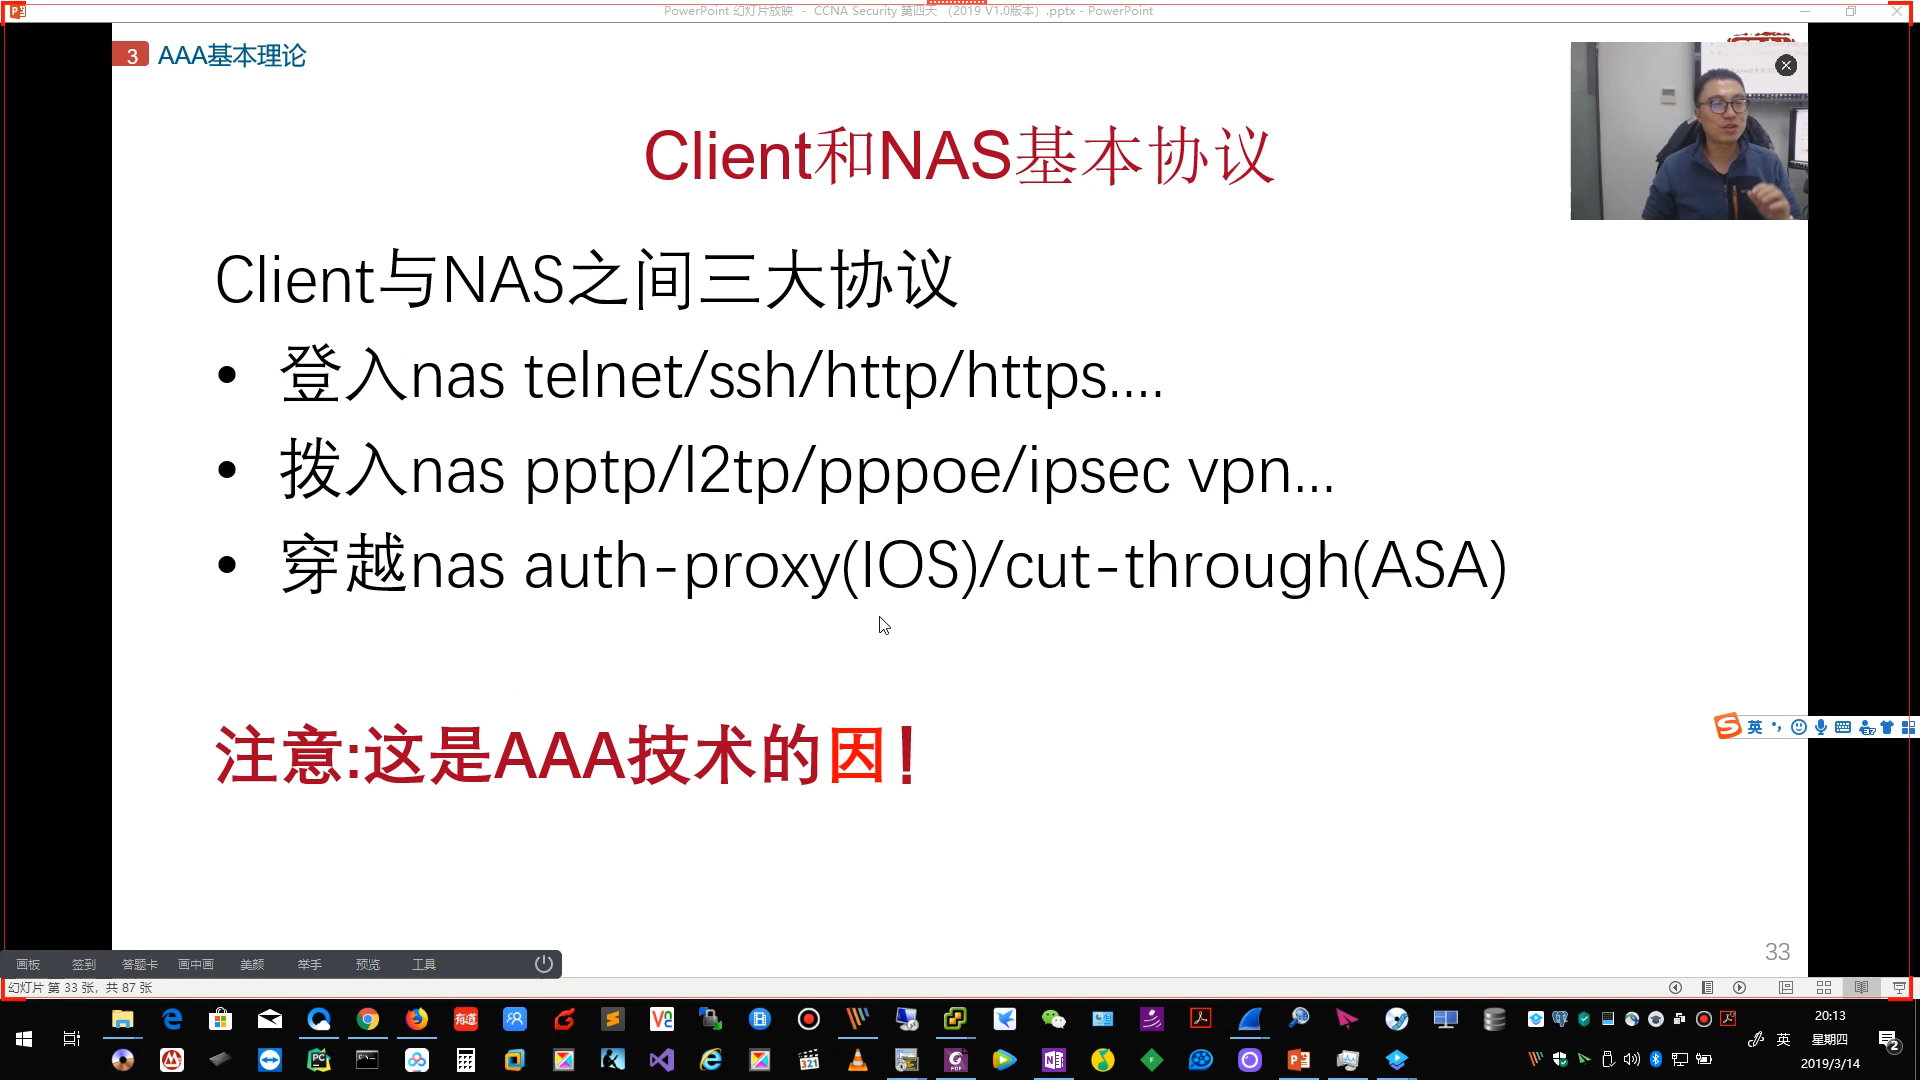 PowerPoint 幻灯片放映 - CCNA Security 第四天 （2019 V1.0版本）.pptx - PowerPoint
3 AAA基本理论
Client和NAS基本协议
Client与NAS之间三大协议
• 登入nas telnet/ssh/http/https....
• 拨入nas pptp/l2tp/pppoe/ipsec vpn...
• 穿越nas auth-proxy(IOS)/cut-through(ASA)
注意:这是AAA技术的因!
英
33
画板 签到 答题卡 画中画 美颜 举手 预览 工具
幻灯片 第 33 张，共 87 张
有道
20:13
英 星期四
2
2019/3/14